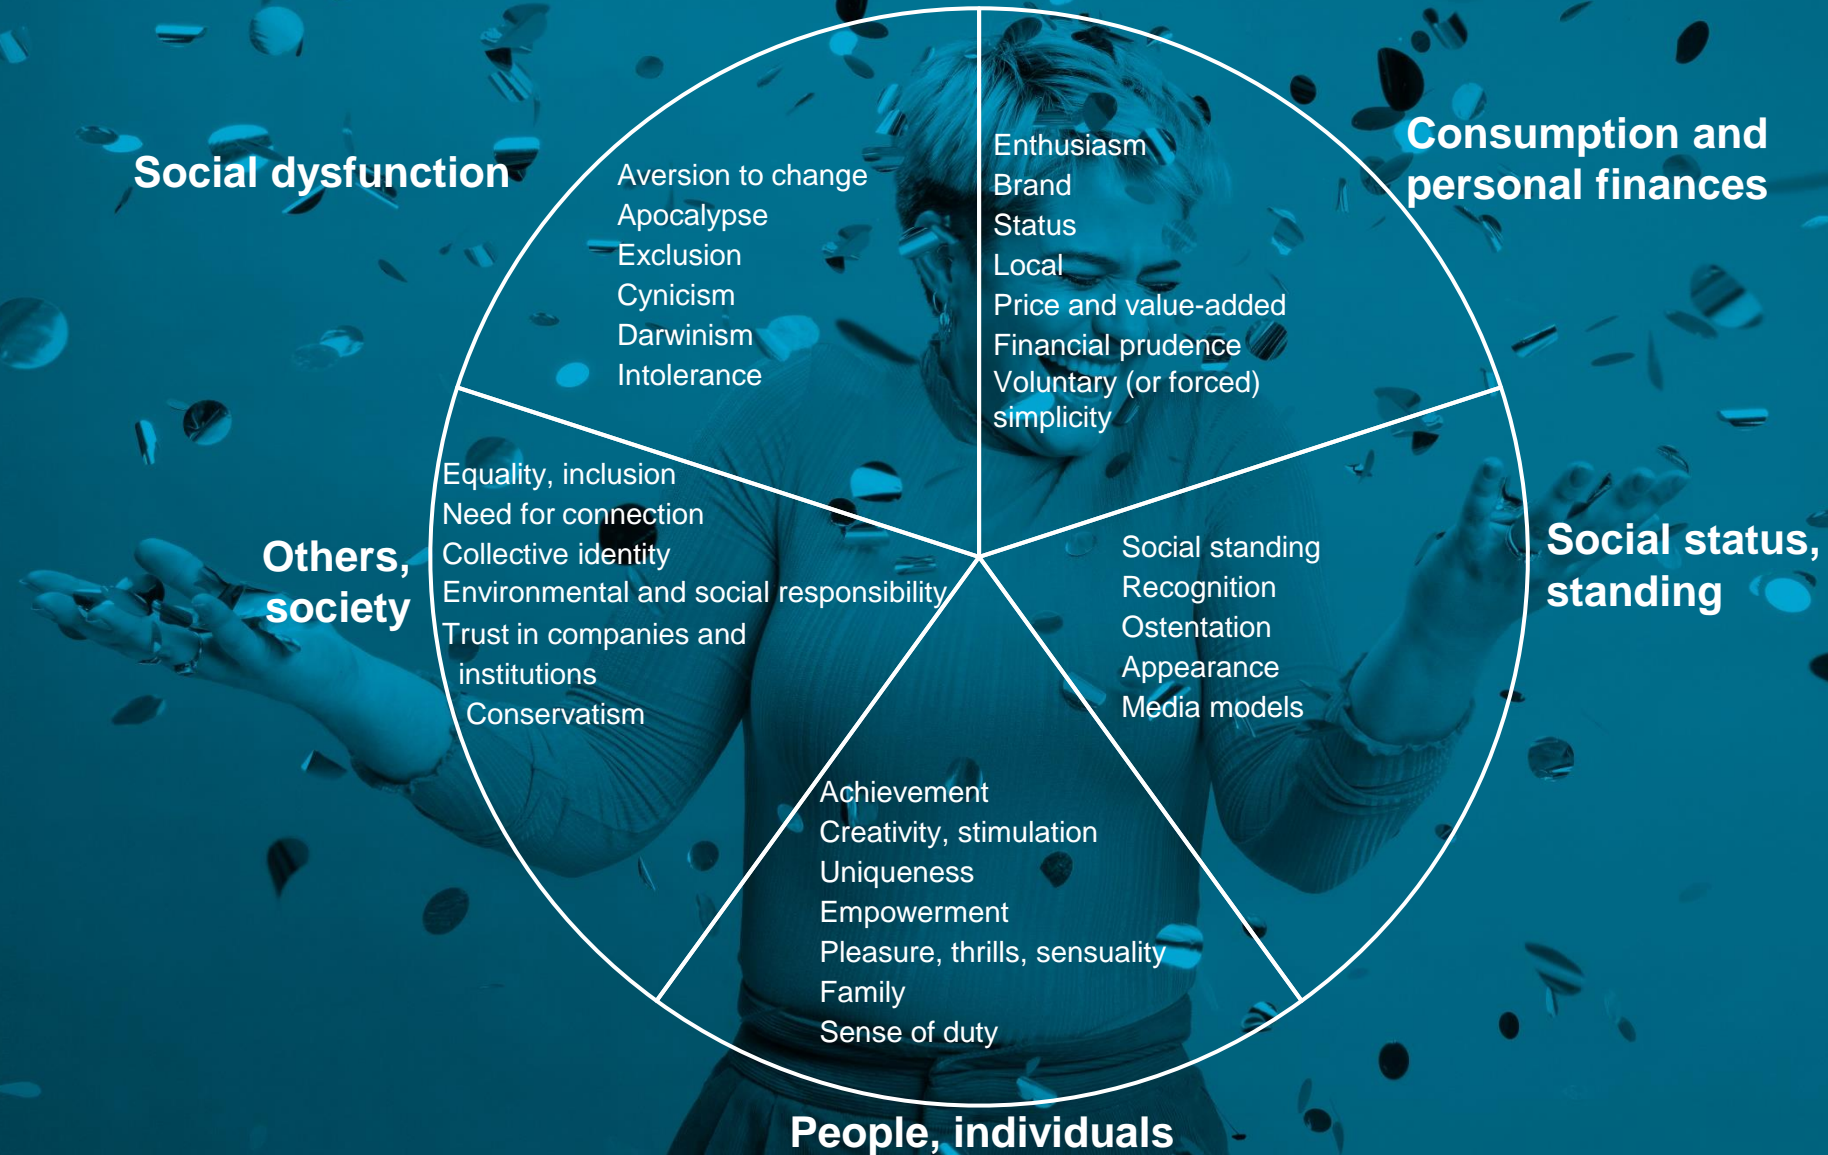 Social dysfunction
Aversion to change
Apocalypse
Exclusion
Cynicism
Darwinism
Intolerance
Enthusiasm
Brand
Status
Local
Price and value-added
Financial prudence
Voluntary (or forced)
simplicity
Consumption and
personal finances
Others,
society
Equality, inclusion
Need for connection
Collective identity
Environmental and social responsibility
Trust in companies and
institutions
Conservatism
Social standing
Recognition
Ostentation
Appearance
Media models
Social status,
standing
Achievement
Creativity, stimulation
Uniqueness
Empowerment
Pleasure, thrills, sensuality
Family
Sense of duty
People, individuals